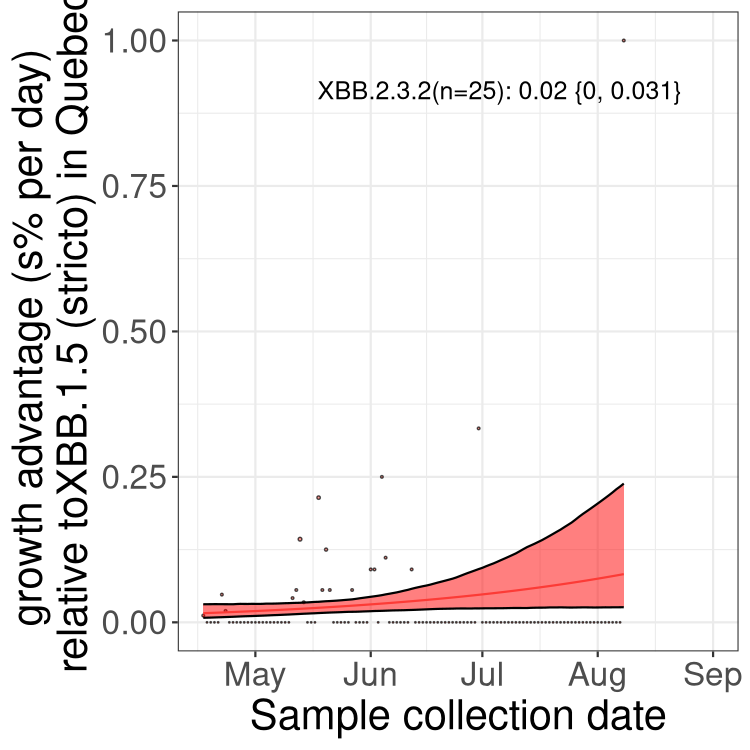 growth advantage (s% per day)
relative toXBB.1.5 (stricto) in Quebec
1.00
XBB.2.3.2(n=25): 0.02 {0, 0.031}
0.75
0.50
0.25
0.00
May Jun Jul Aug Sep
Sample collection date